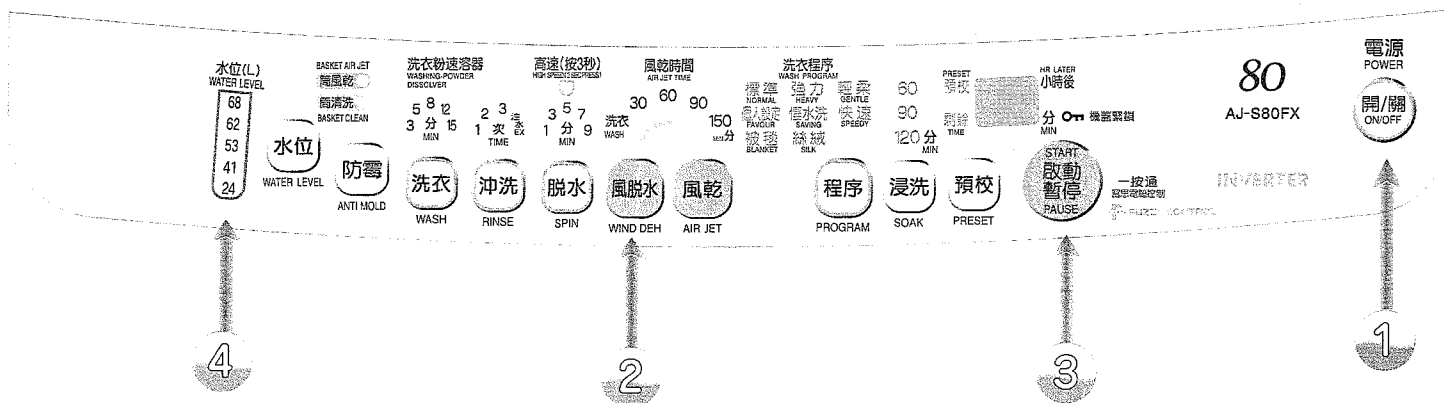 水位(L)
WATER LEVEL
68
62
53
41
24
水位
WATER LEVEL
BASKET AIR JET
筒風乾
筒清洗
BASKET CLEAN
防霉
ANTI MOLD
洗衣粉速溶器
WASHING-POWDER
DISSOLVER
5 8 12
3 分 15
MIN
洗衣
WASH
2 3 注水
1 次 EX
TIME
沖洗
RINSE
高速(按3秒)
3 5 7
1 分 9
MIN
脫水
SPIN
風乾時間
AIR JET TIME
30 60 90
150分
洗衣
WASH
風脫水
WIND DEH
風乾
AIR JET
洗衣程序
WASH PROGRAM
標準 強力 輕柔
NORMAL HEAVY GENTLE
個人設定 慳水洗 快速
FAVOUR SAVING SPEEDY
被毯 絲絨
BLANKET SILK
程序
PROGRAM
60
90
120 分
MIN
浸洗
SOAK
PRESET
預校
剩餘
TIME
HR LATER
小時後
分
MIN
機蓋緊鎖
預校
PRESET
START
啟動
暫停
PAUSE
一按通
INVERTER
80
AJ-S80FX
電源
POWER
開/關
ON/OFF
4
2
3
1